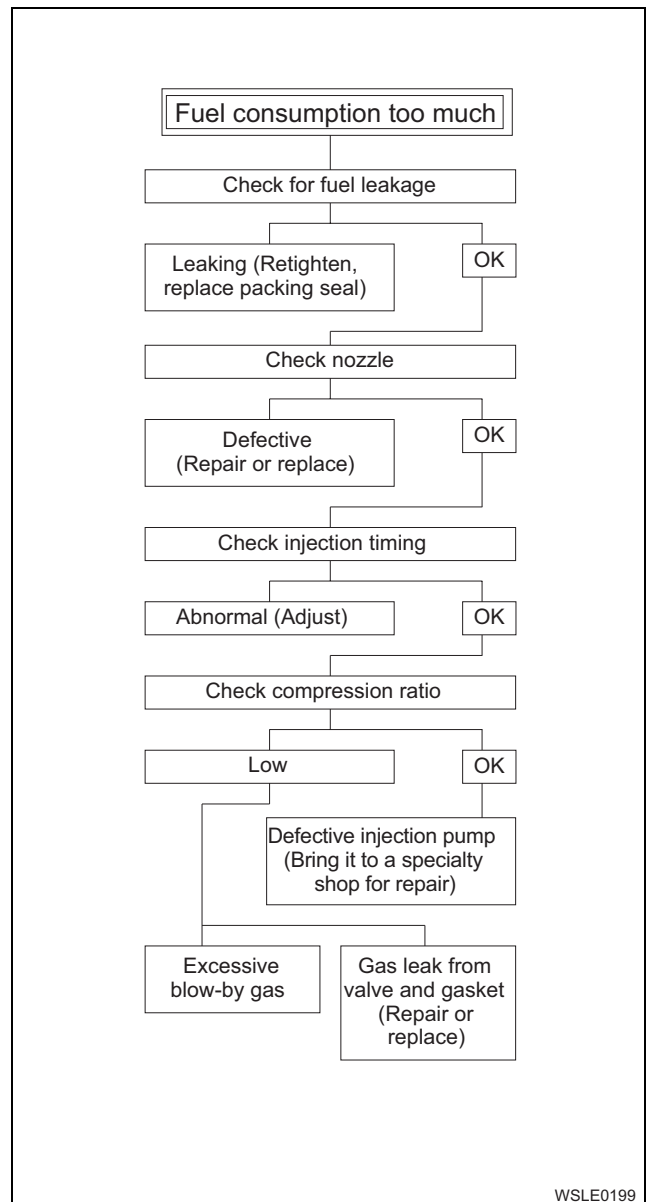 Fuel consumption too much
Check for fuel leakage
Leaking (Retighten,
replace packing seal)
OK
Check nozzle
Defective
(Repair or replace)
OK
Check injection timing
Abnormal (Adjust)
OK
Check compression ratio
Low
OK
Defective injection pump
(Bring it to a specialty
shop for repair)
Excessive
blow-by gas
Gas leak from
valve and gasket
(Repair or
replace)
WSLE0199